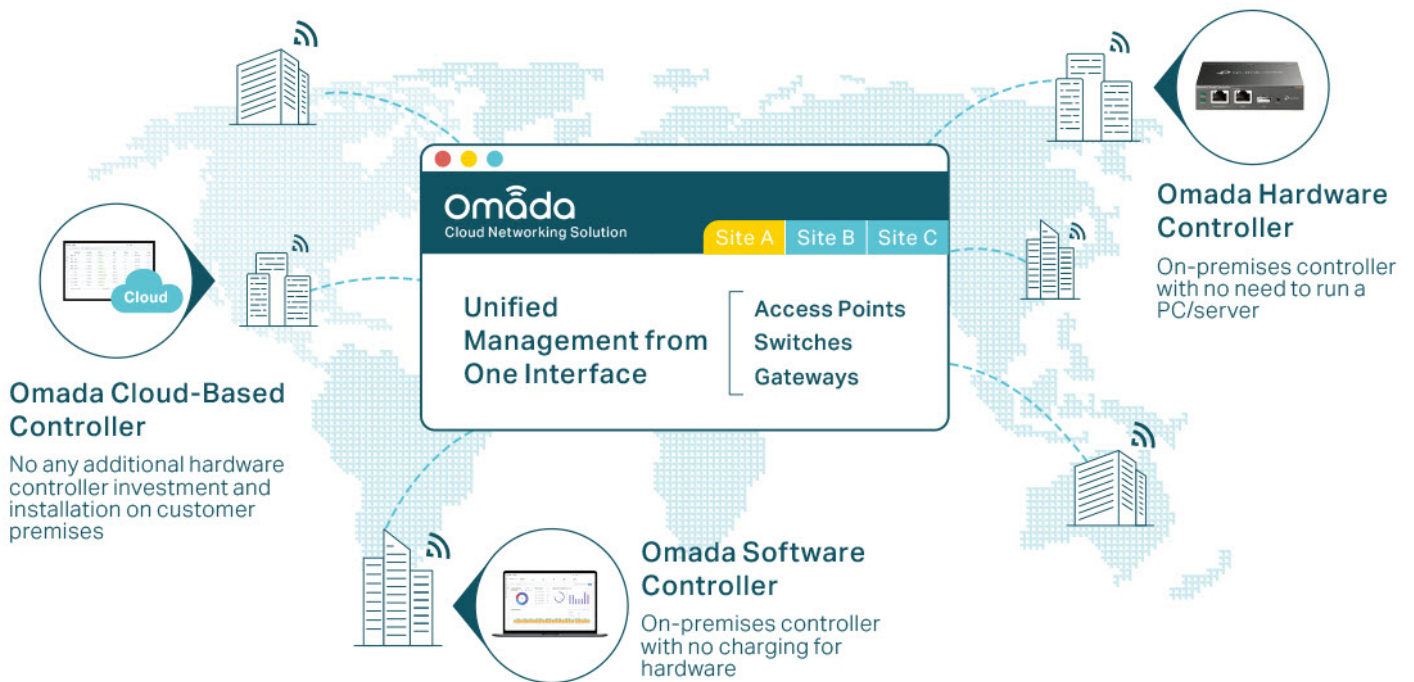 Omada
Cloud Networking Solution
Site A
Site B
Site C
Unified
Management from
One Interface
Access Points
Switches
Gateways
Omada Hardware
Controller
On-premises controller
with no need to run a
PC/server
Cloud
Omada Cloud-Based
Controller
No any additional hardware
controller investment and
installation on customer
premises
Omada Software
Controller
On-premises controller
with no charging for
hardware